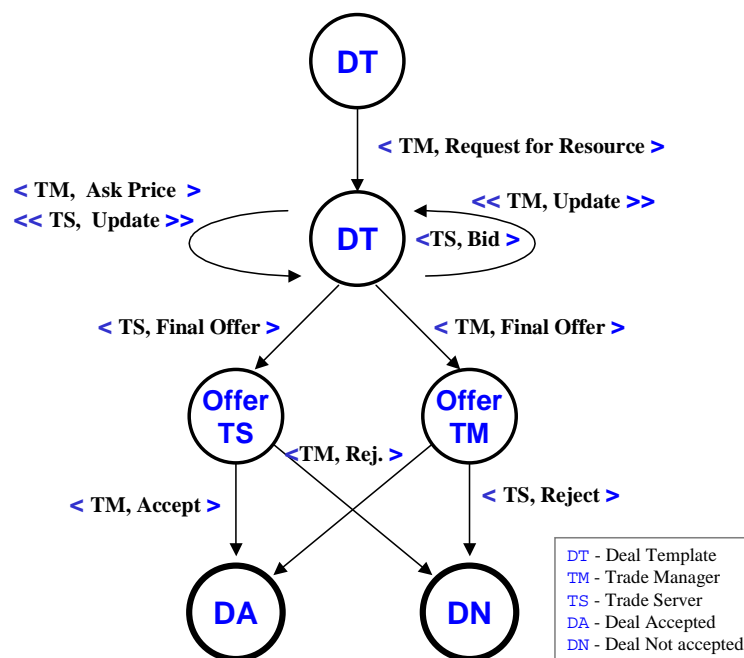 DT
< TM, Request for Resource >
< TM, Ask Price >
<< TS, Update >>
<< TM, Update >>
DT
<TS, Bid >
< TS, Final Offer >
< TM, Final Offer >
Offer
TS
Offer
TM
<TM, Rej. >
< TM, Accept >
< TS, Reject >
DA
DN
DT - Deal Template
TM - Trade Manager
TS - Trade Server
DA - Deal Accepted
DN - Deal Not accepted